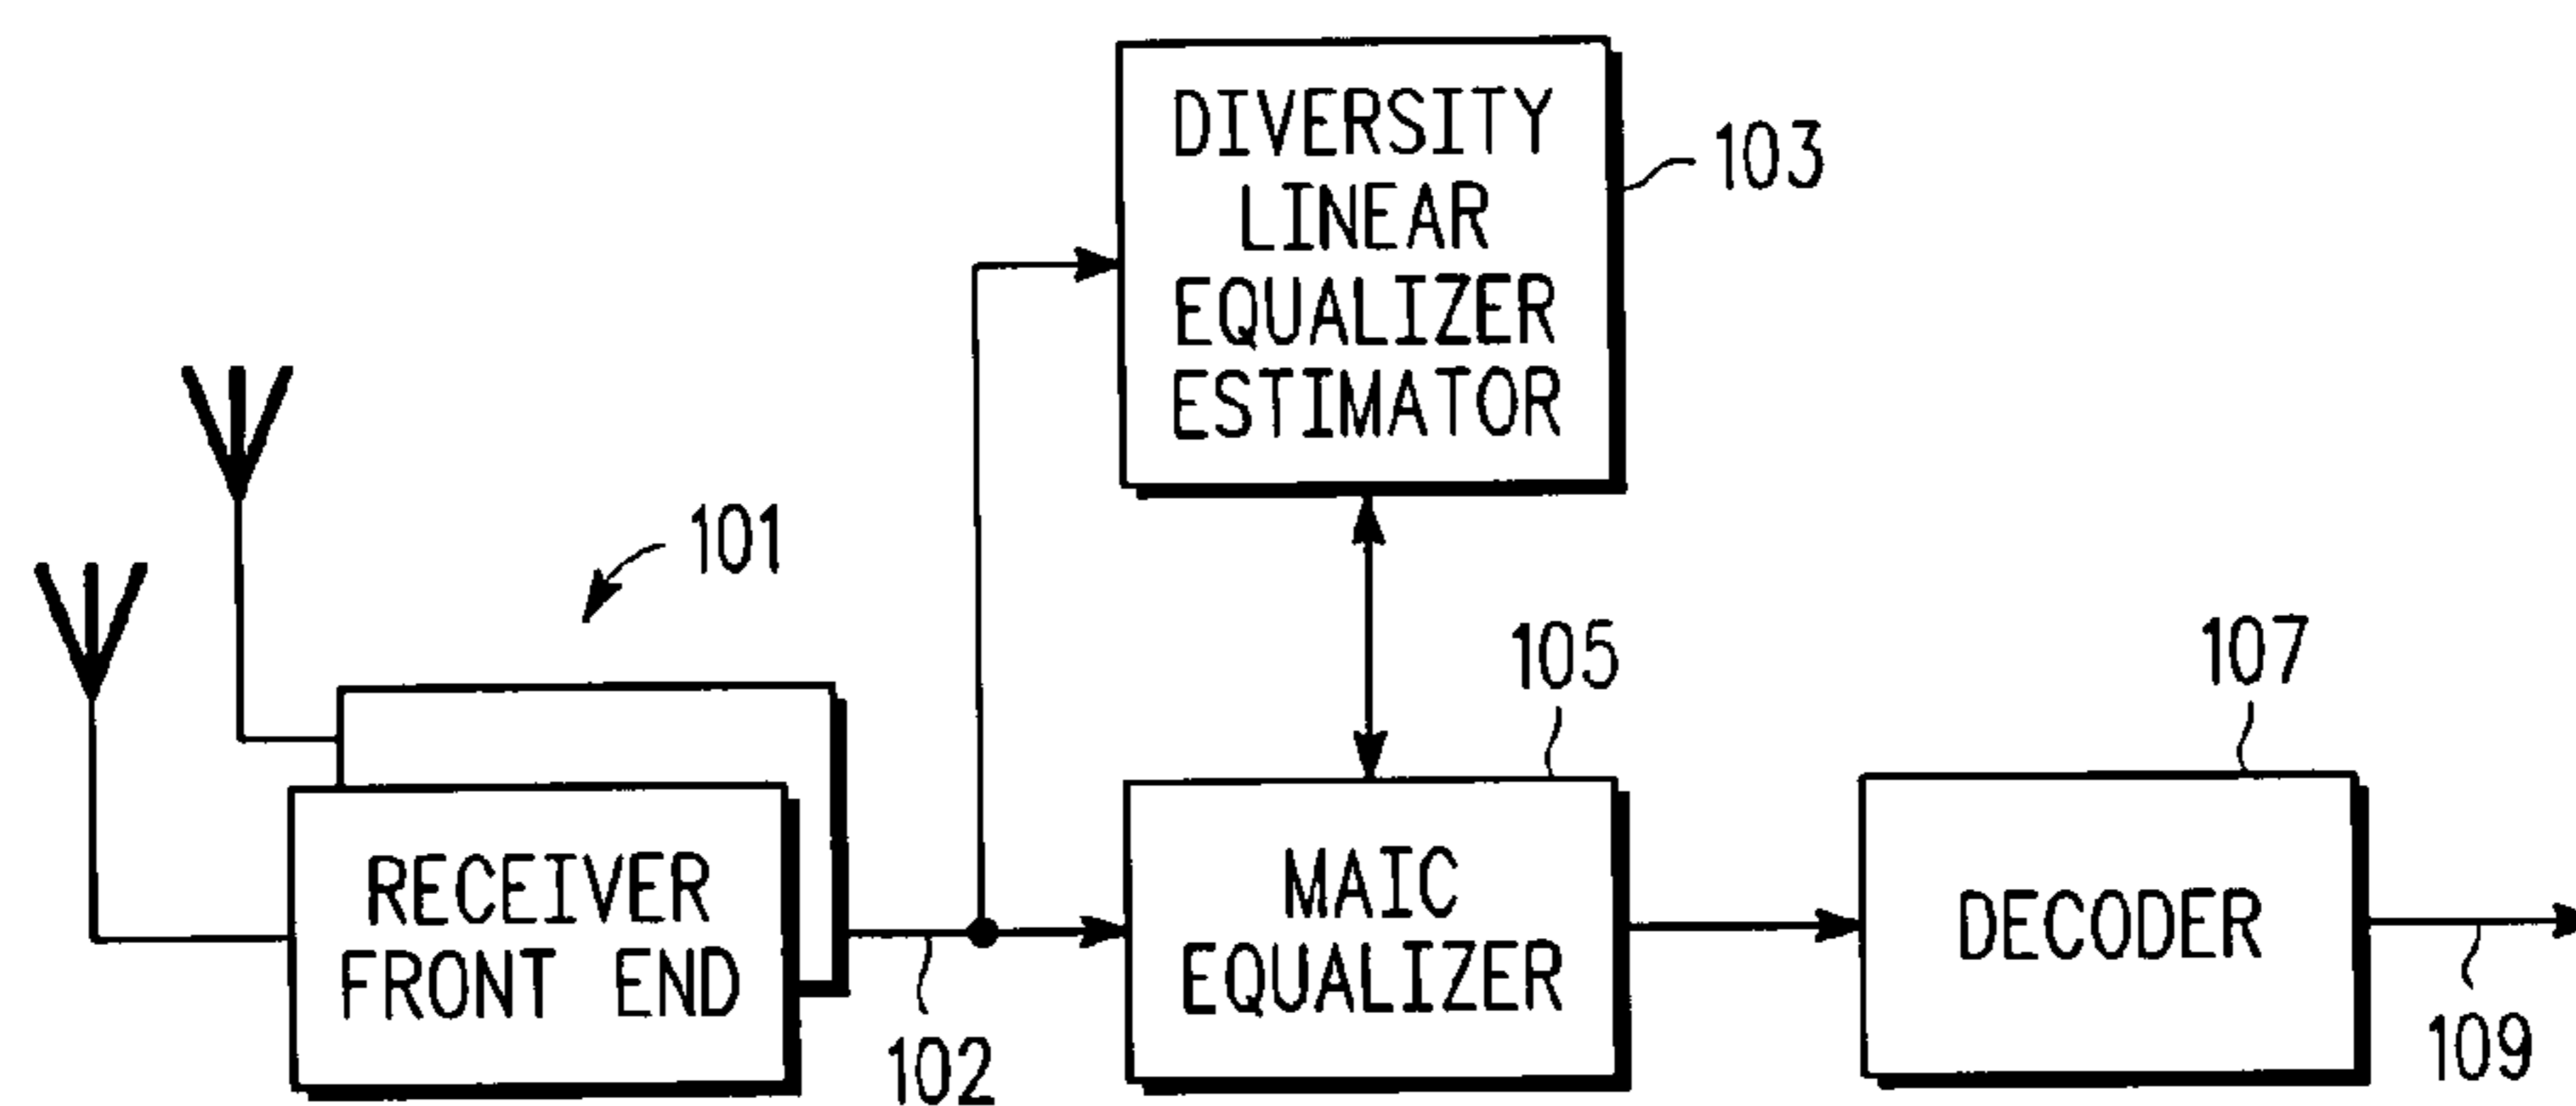 DIVERSITY
LINEAR
EQUALIZER
ESTIMATOR
103
101
105
107
RECEIVER
FRONT END
102
MAIC
EQUALIZER
DECODER
109